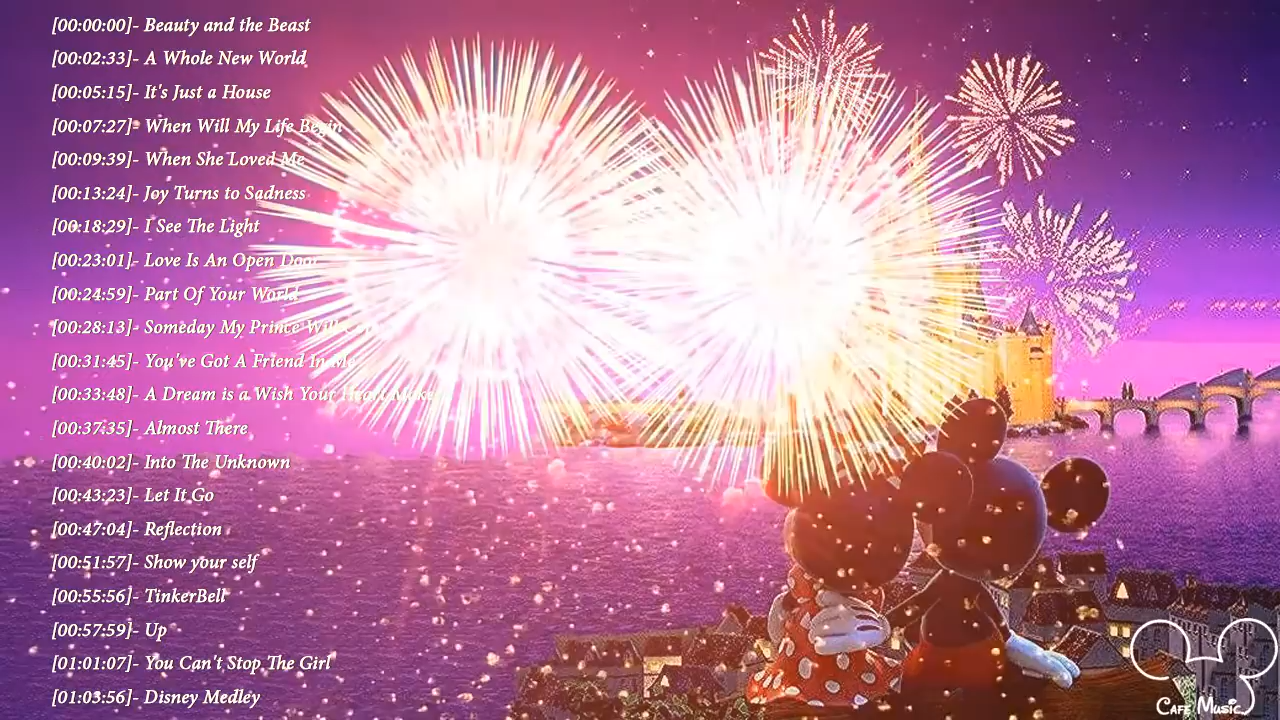 [00:00:00]- Beauty and the Beast
[00:02:33]- A Whole New World
[00:05:15]- It's Just a House
[00:07:27]- When Will My Life Begin
[00:09:39]- When She Loved Me
[00:13:24]- Joy Turns to Sadness
[00:18:29]- I See The Light
[00:23:01]- Love Is An Open Door
[00:24:59]- Part Of Your World
[00:28:13]- Someday My Prince Will
[00:31:45]- You've Got A Friend In Me
[00:33:48]- A Dream is a Wish Your Heart Make
[00:37:35]- Almost There
[00:40:02]- Into The Unknown
[00:43:23]- Let It Go
[00:47:04]- Reflection
[00:51:57]- Show your self
[00:55:56]- TinkerBell
[00:57:59]- Up
[01:01:07]- You Can't Stop The Girl
[01:03:56]- Disney Medley
Cafe Music